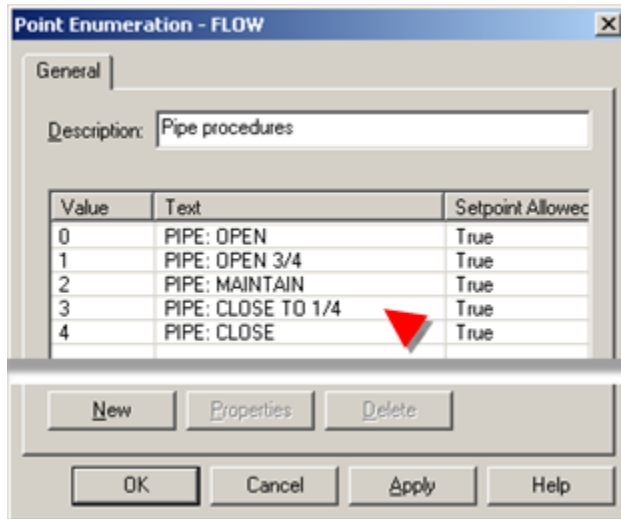 Point Enumeration - FLOW
General
Description: Pipe procedures
Value Text Setpoint Allowec
0 PIPE: OPEN True
1 PIPE: OPEN 3/4 True
2 PIPE: MAINTAIN True
3 PIPE: CLOSE TO 1/4 True
4 PIPE: CLOSE True
New Properties Delete
OK Cancel Apply Help